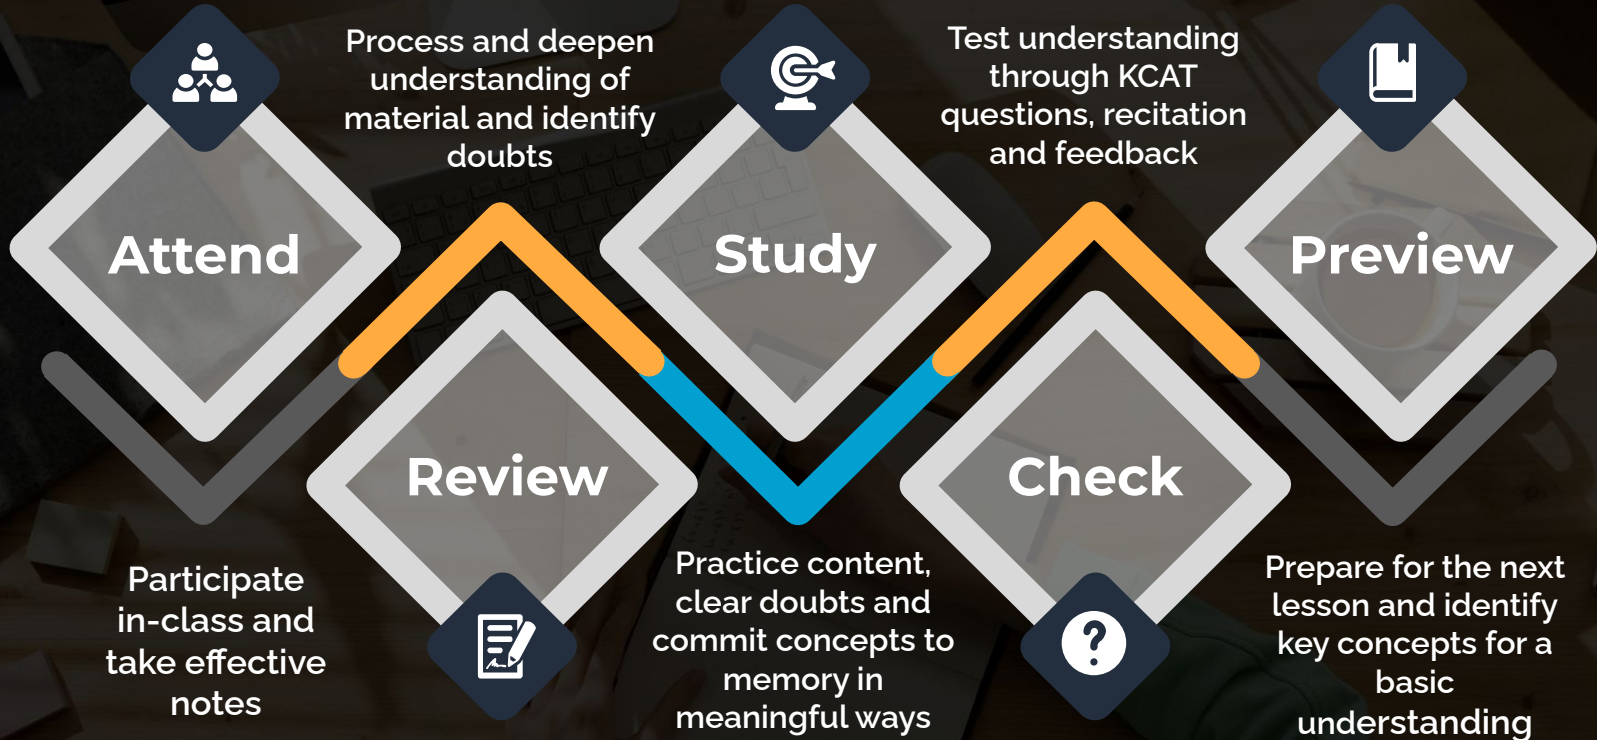 Attend
Participate
in-class and
take effective
notes
Process and deepen
understanding of
material and identify
doubts
Review
Study
Practice content,
clear doubts and
commit concepts to
memory in
meaningful ways
Test understanding
through KCAT
questions, recitation
and feedback
Check
Preview
Prepare for the next
lesson and identify
key concepts for a
basic
understanding